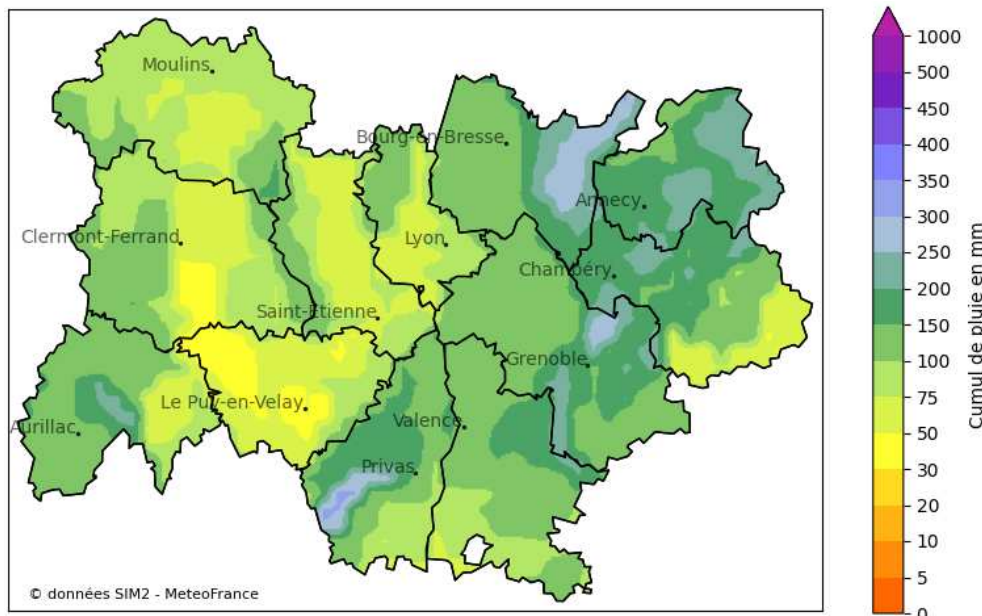 Moulins
Bourg-en-Bresse
Annecy
Clermont-Ferrand
Lyon
Chambéry
Saint-Etienne
Grenoble
Le Puy-en-Velay
Aurillac
Valence
Privas
© données SIM2 - MeteoFrance
1000
500
450
400
350
300
250
200
150
100
75
50
30
20
10
5
0
Cumul de pluie en mm